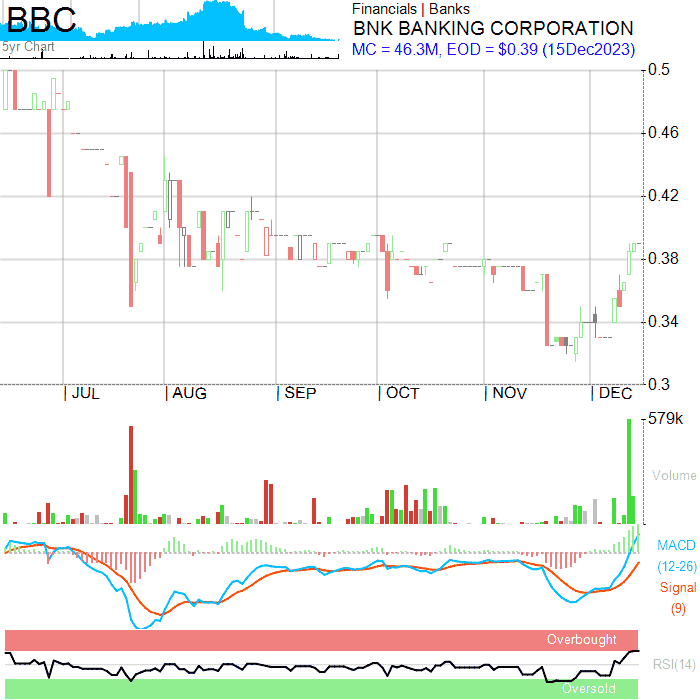 BBC
5yr Chart
Financials | Banks
BNK BANKING CORPORATION
MC = 46.3M, EOD = $0.39 (15Dec2023)
0.5
0.46
0.42
0.38
0.34
0.3
JUL
AUG
SEP
OCT
NOV
DEC
579k
Volume
MACD
(12-26)
Signal
(9)
Overbought
RSI(14)
Oversold